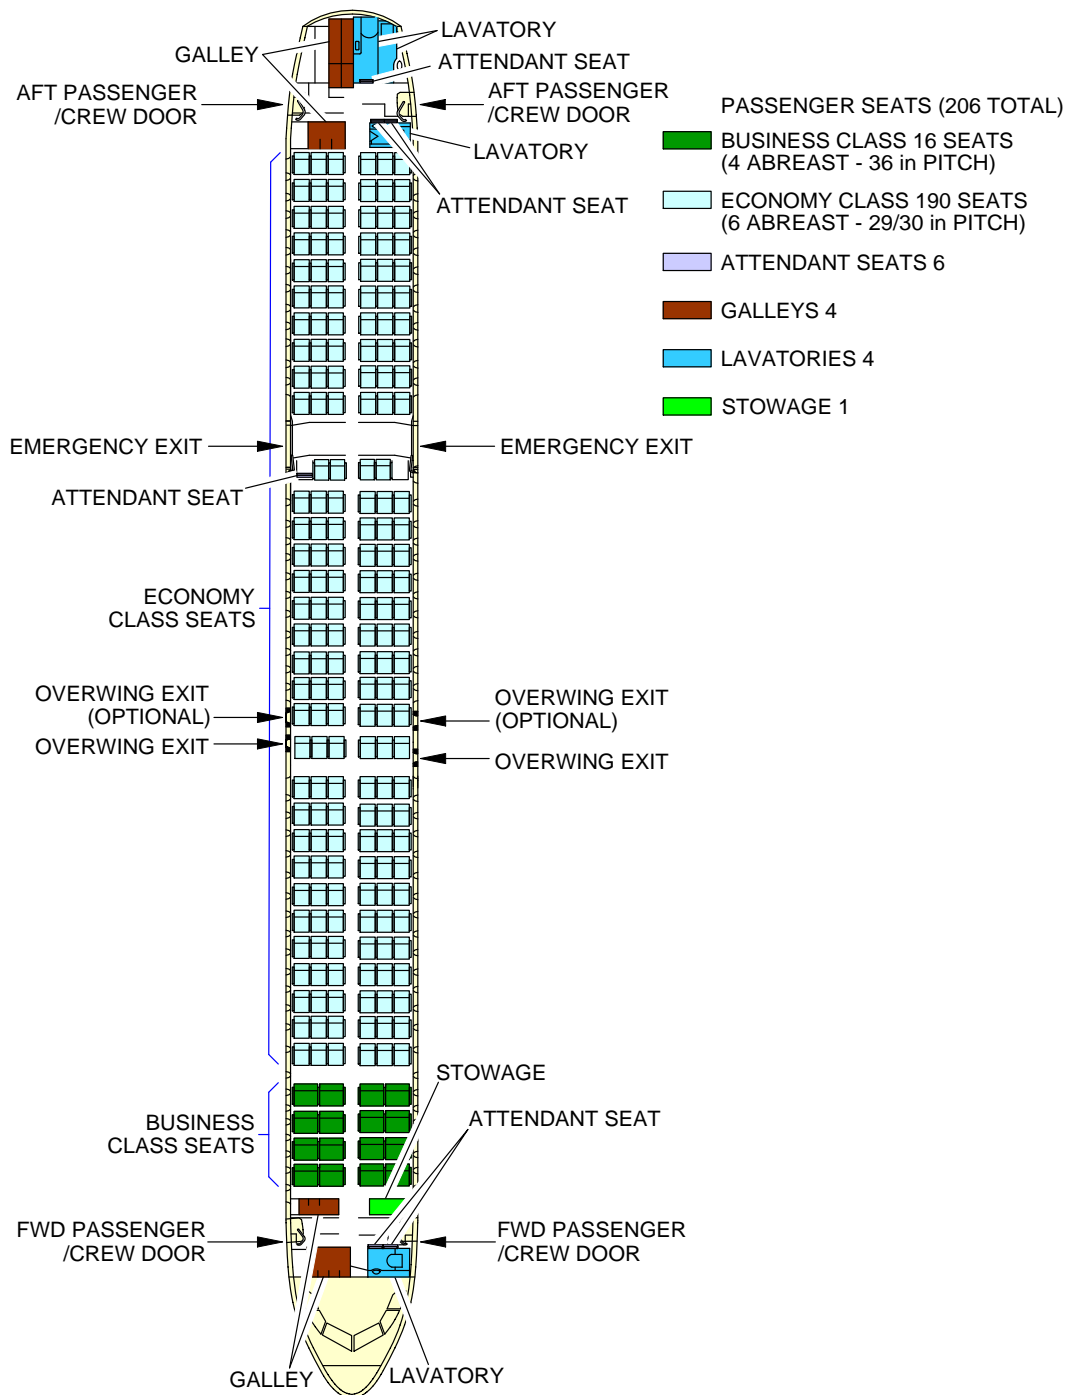 LAVATORY
GALLEY
ATTENDANT SEAT
AFT PASSENGER
/CREW DOOR
AFT PASSENGER
/CREW DOOR
LAVATORY
ATTENDANT SEAT
PASSENGER SEATS (206 TOTAL)
BUSINESS CLASS 16 SEATS
(4 ABREAST - 36 in PITCH)
ECONOMY CLASS 190 SEATS
(6 ABREAST - 29/30 in PITCH)
ATTENDANT SEATS 6
GALLEYS 4
LAVATORIES 4
STOWAGE 1
EMERGENCY EXIT
EMERGENCY EXIT
ATTENDANT SEAT
ECONOMY
CLASS SEATS
OVERWING EXIT
(OPTIONAL)
OVERWING EXIT
(OPTIONAL)
OVERWING EXIT
OVERWING EXIT
STOWAGE
BUSINESS
CLASS SEATS
ATTENDANT SEAT
FWD PASSENGER
/CREW DOOR
FWD PASSENGER
/CREW DOOR
GALLEY
LAVATORY